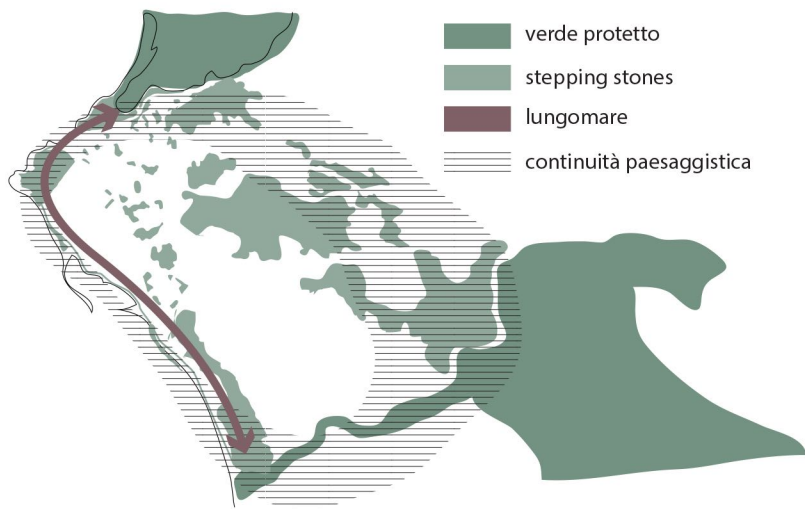 verde protetto
stepping stones
lungomare
continuità paesaggistica